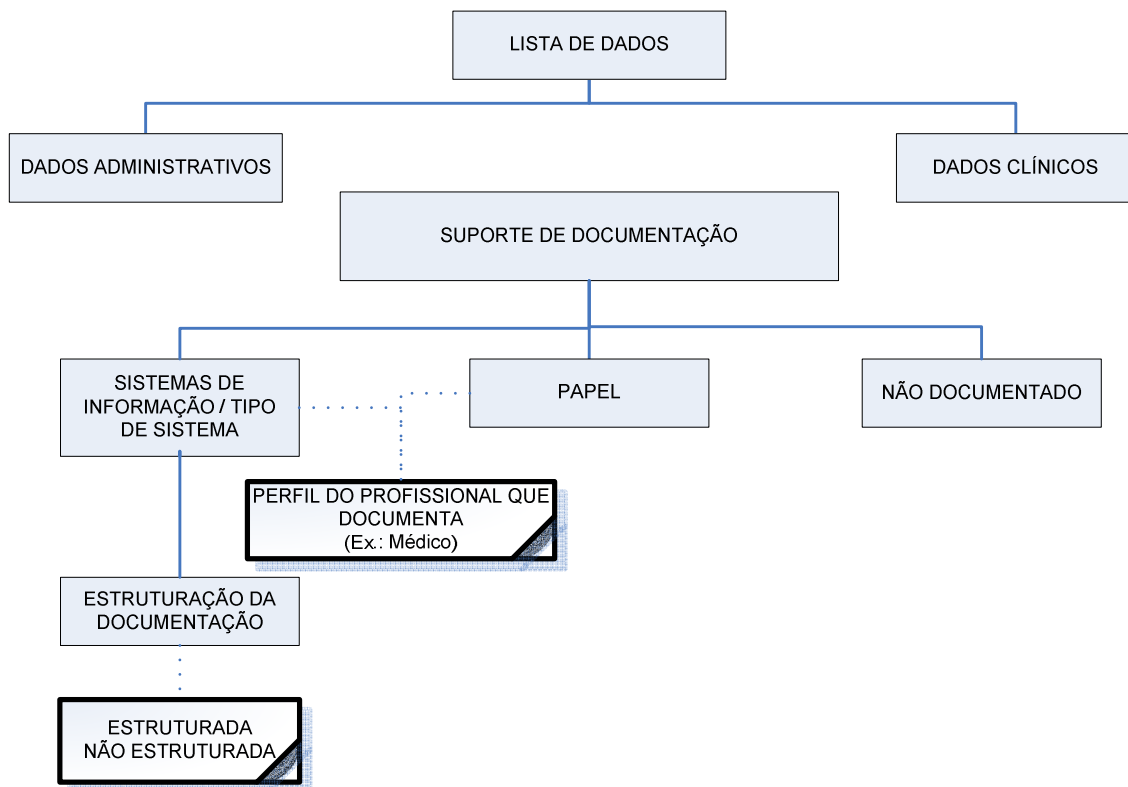 LISTA DE DADOS
DADOS ADMINISTRATIVOS
DADOS CLÍNICOS
SUPORTE DE DOCUMENTAÇÃO
SISTEMAS DE
INFORMAÇÃO / TIPO
DE SISTEMA
PAPEL
NÃO DOCUMENTADO
PERFIL DO PROFISSIONAL QUE
DOCUMENTA
(Ex.: Médico)
ESTRUTURAÇÃO DA
DOCUMENTAÇÃO
ESTRUTURADA
NÃO ESTRUTURADA